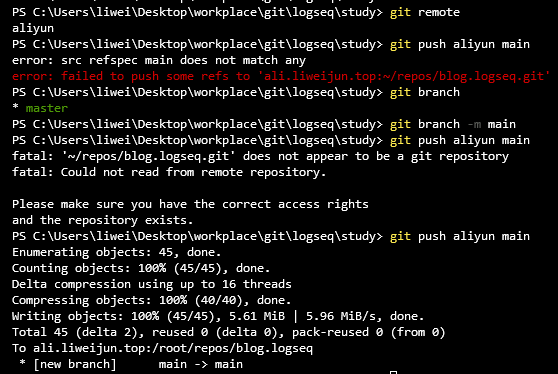 PS C:\Users\liwei\Desktop\workplace\git\logseq\study> git remote
aliyun
PS C:\Users\liwei\Desktop\workplace\git\logseq\study> git push aliyun main
error: src refspec main does not match any
error: failed to push some refs to 'ali.liweijun.top:~/repos/blog.logseq.git'
PS C:\Users\liwei\Desktop\workplace\git\logseq\study> git branch
* master
PS C:\Users\liwei\Desktop\workplace\git\logseq\study> git branch -m main
PS C:\Users\liwei\Desktop\workplace\git\logseq\study> git push aliyun main
fatal: '~/repos/blog.logseq.git' does not appear to be a git repository
fatal: Could not read from remote repository.

Please make sure you have the correct access rights
and the repository exists.
PS C:\Users\liwei\Desktop\workplace\git\logseq\study> git push aliyun main
Enumerating objects: 45, done.
Counting objects: 100% (45/45), done.
Delta compression using up to 16 threads
Compressing objects: 100% (40/40), done.
Writing objects: 100% (45/45), 5.61 MiB | 5.96 MiB/s, done.
Total 45 (delta 2), reused 0 (delta 0), pack-reused 0 (from 0)
To ali.liweijun.top:/root/repos/blog.logseq
 * [new branch]      main -> main